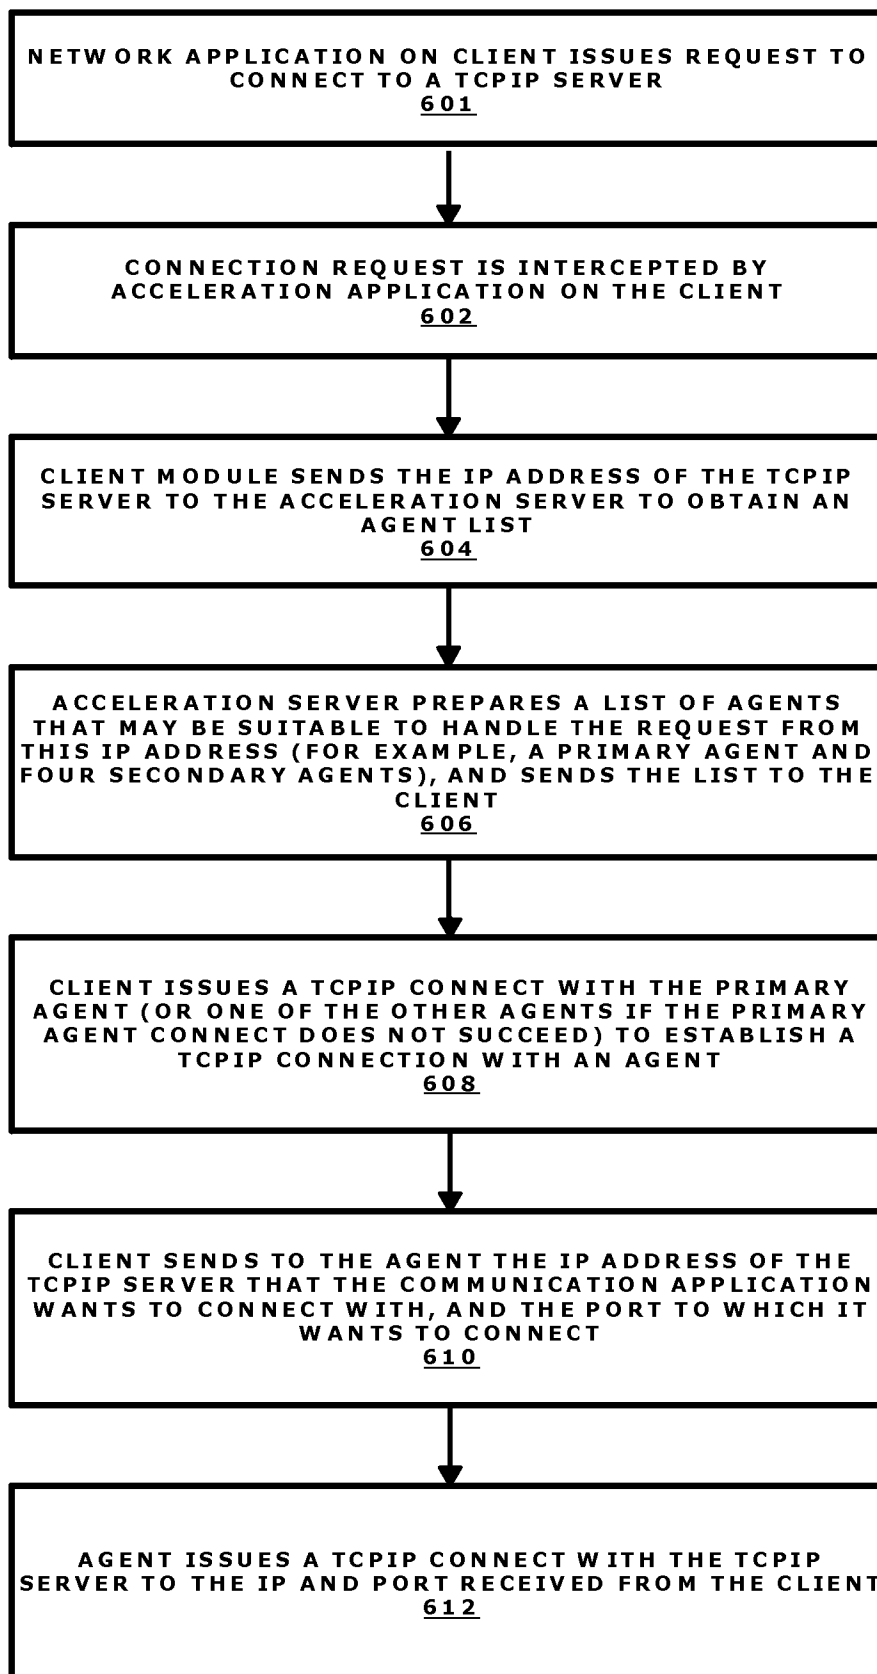 NETWORK APPLICATION ON CLIENT ISSUES REQUEST TO
CONNECT TO A TCPIP SERVER
601
CONNECTION REQUEST IS INTERCEPTED BY
ACCELERATION APPLICATION ON THE CLIENT
602
CLIENT MODULE SENDS THE IP ADDRESS OF THE TCPIP
SERVER TO THE ACCELERATION SERVER TO OBTAIN AN
AGENT LIST
604
ACCELERATION SERVER PREPARES A LIST OF AGENTS
THAT MAY BE SUITABLE TO HANDLE THE REQUEST FROM
THIS IP ADDRESS (FOR EXAMPLE, A PRIMARY AGENT AND
FOUR SECONDARY AGENTS), AND SENDS THE LIST TO THE
CLIENT
606
CLIENT ISSUES A TCPIP CONNECT WITH THE PRIMARY
AGENT (OR ONE OF THE OTHER AGENTS IF THE PRIMARY
AGENT CONNECT DOES NOT SUCCEED) TO ESTABLISH A
TCPIP CONNECTION WITH AN AGENT
608
CLIENT SENDS TO THE AGENT THE IP ADDRESS OF THE
TCPIP SERVER THAT THE COMMUNICATION APPLICATION
WANTS TO CONNECT WITH, AND THE PORT TO WHICH IT
WANTS TO CONNECT
610
AGENT ISSUES A TCPIP CONNECT WITH THE TCPIP
SERVER TO THE IP AND PORT RECEIVED FROM THE CLIENT
612